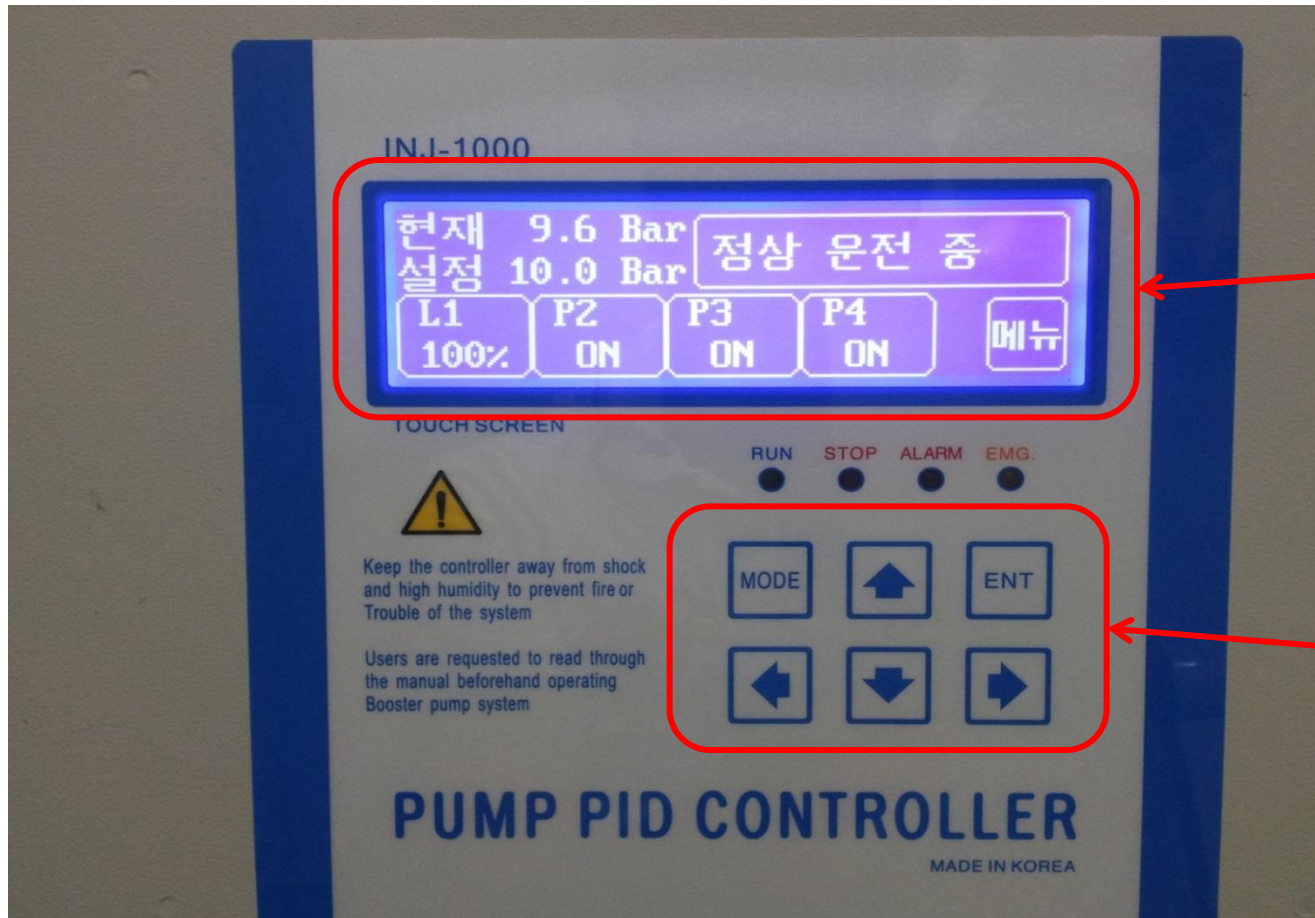 INJ-1000
현재 9.6 Bar
정상 운전 중
설정 10.0 Bar
L1 P2 P3 P4
100% ON ON ON
메뉴
TOUCH SCREEN
RUN STOP ALARM EMG.
Keep the controller away from shock
and high humidity to prevent fire or
Trouble of the system
Users are requested to read through
the manual beforehand operating
Booster pump system
MODE ENT
PUMP PID CONTROLLER
MADE IN KOREA